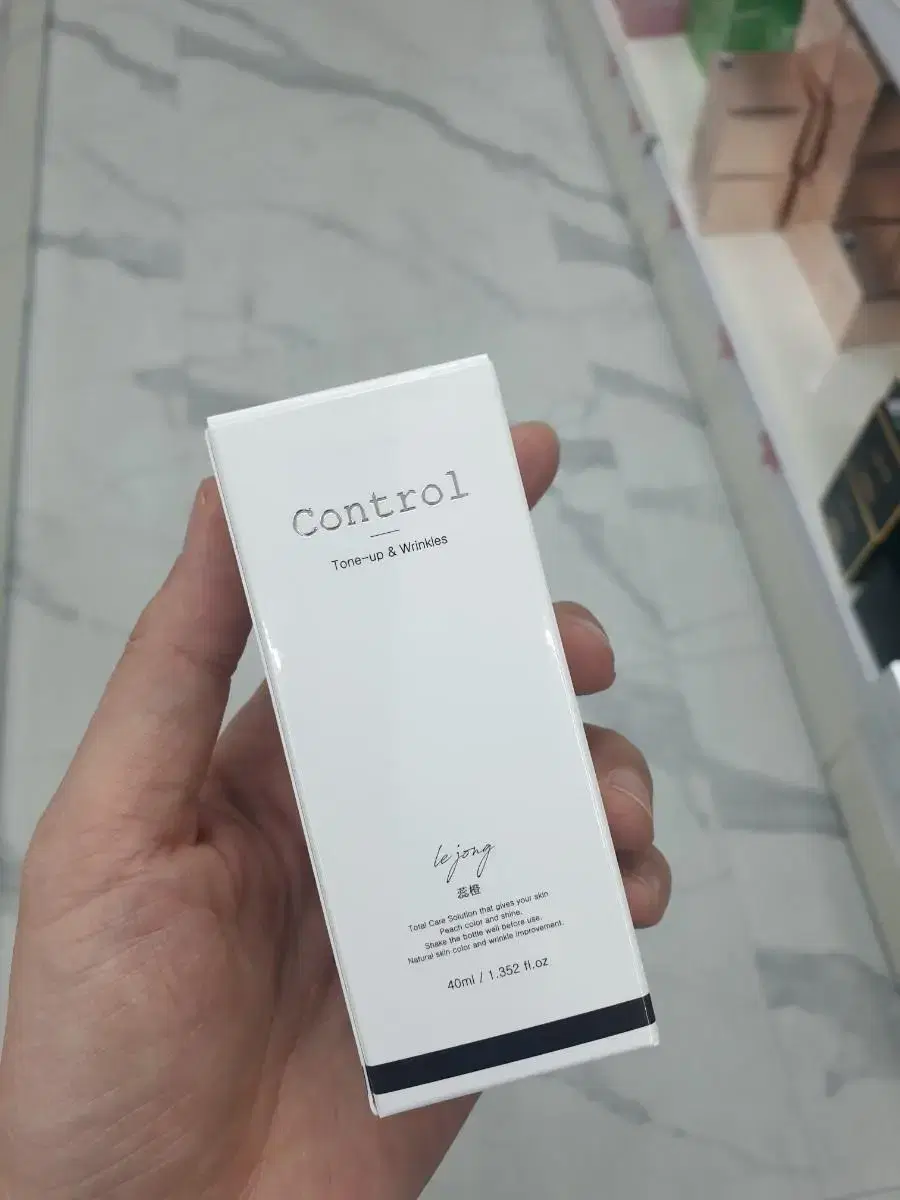 Control
Tone-up & Wrinkles
le jong
蕊橙
Total Care Solution that gives your skin
Peach color and shine.
Shake the bottle well before use.
Natural skin color and wrinkle improvement.
40ml / 1.352 fl.oz